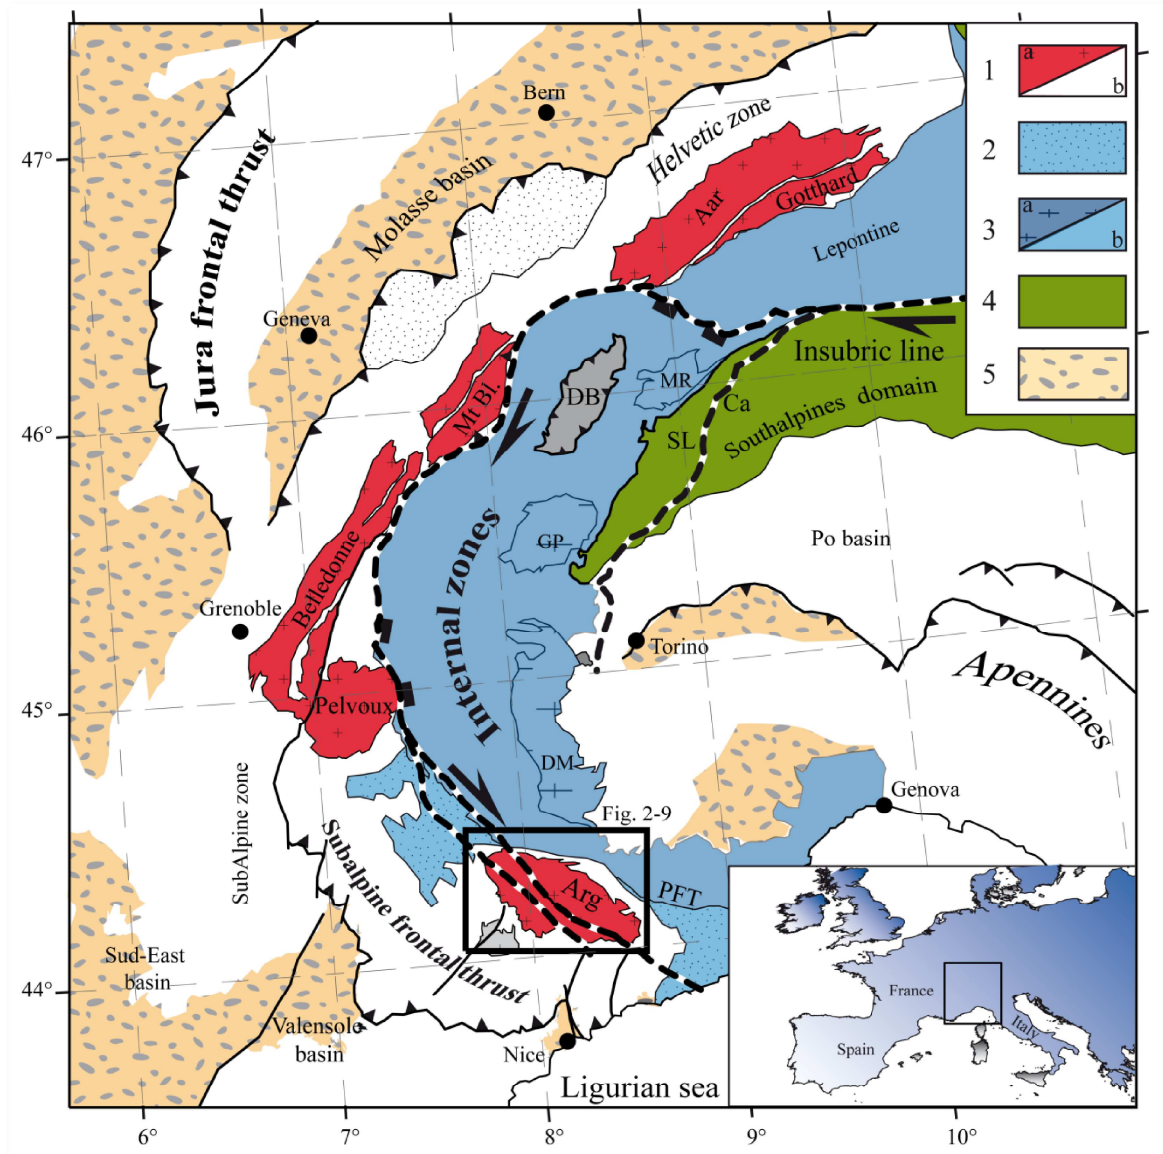 Bern
47°
Helvetic zone
Jura frontal thrust
Molasse basin
Aar
Gotthard
Lepontine
Geneva
Insubric line
MR
DB
Mt Bl.
Ca
46°
SL
Southalpines domain
GP
Po basin
Internal zones
Belledonne
Grenoble
Torino
Apennines
45°
Pelvoux
DM
Genova
SubAlpine zone
Fig. 2-9
Subalpine frontal thrust
Arg
PFT
Sud-East
basin
44°
Valensole
basin
Nice
Ligurian sea
1
a
b
2
3
a
b
4
5
France
Italy
Spain
6°
7°
8°
9°
10°